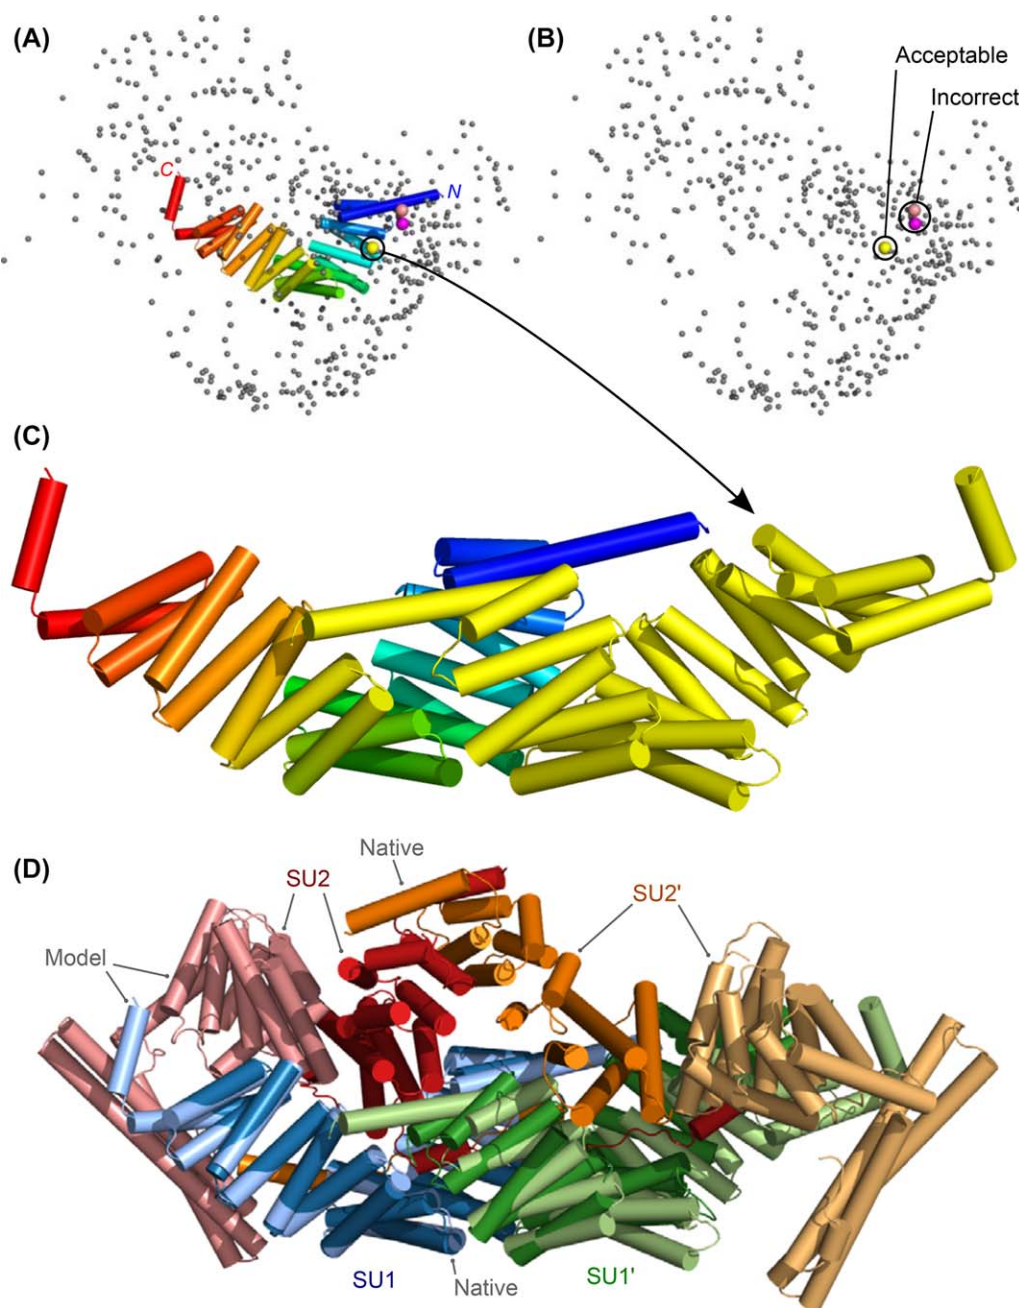 (A)
(B)
Acceptable
Incorrect
C
N
(C)
(D)
Native
SU2
SU2'
Model
SU1
Native
SU1'